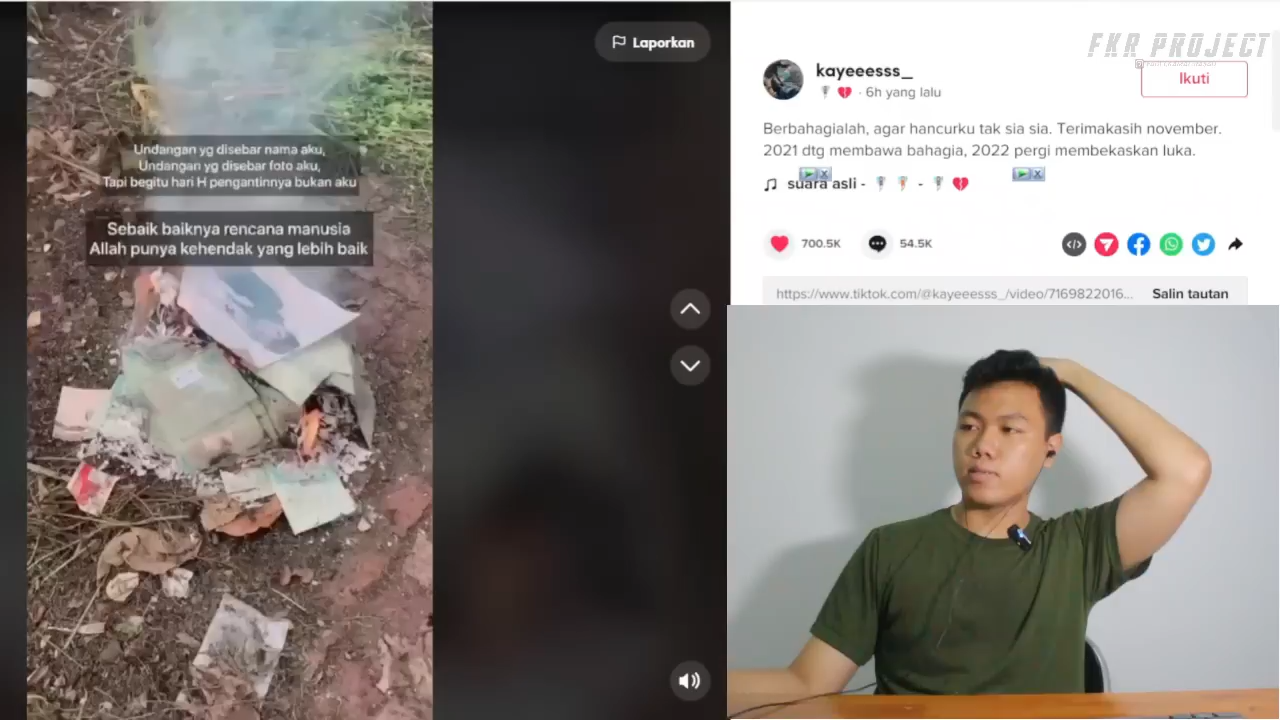 Undangan yg disebar nama aku,
Undangan yg disebar foto aku,
Tapi begitu hari H pengantinnya bukan aku
Sebaik baiknya rencana manusia
Allah punya kehendak yang lebih baik
Laporkan
FKR PROJECT
kayeeesss_
· 6h yang lalu
Ikuti
Berbahagialah, agar hancurku tak sia sia. Terimakasih november.
2021 dtg membawa bahagia, 2022 pergi membekaskan luka.
suara asli - -
700.5K
54.5K
https://www.tiktok.com/@kayeeesss_/video/7169822016...
Salin tautan